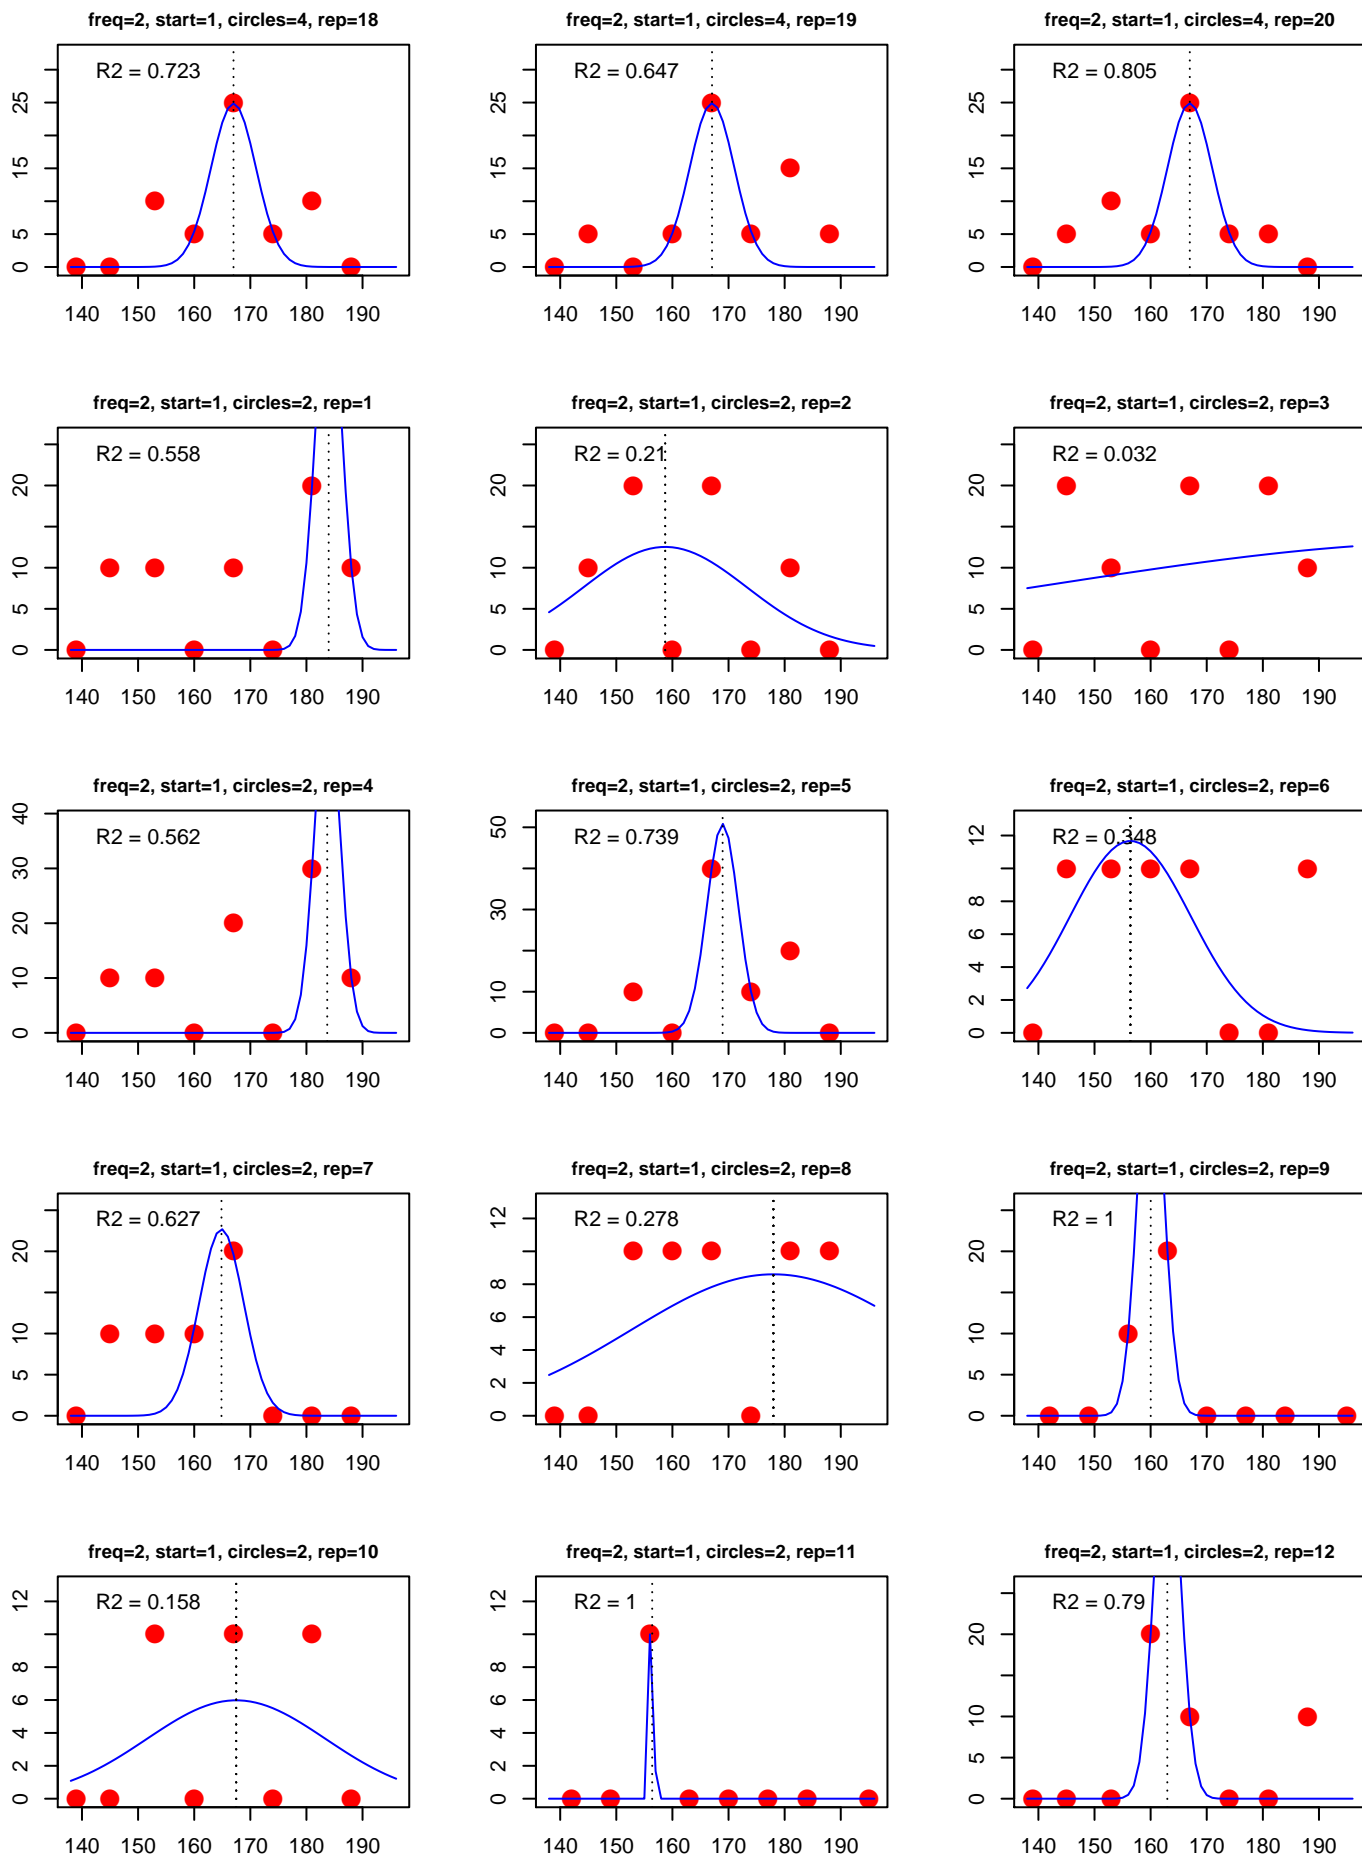 freq=2, start=1, circles=4, rep=18
R2 = 0.723
0 5 15 25
140 150 160 170 180 190
freq=2, start=1, circles=4, rep=19
R2 = 0.647
0 5 15 25
140 150 160 170 180 190
freq=2, start=1, circles=4, rep=20
R2 = 0.805
0 5 15 25
140 150 160 170 180 190
freq=2, start=1, circles=2, rep=1
R2 = 0.558
0 5 10 20
140 150 160 170 180 190
freq=2, start=1, circles=2, rep=2
R2 = 0.21
0 5 10 20
140 150 160 170 180 190
freq=2, start=1, circles=2, rep=3
R2 = 0.032
0 5 10 20
140 150 160 170 180 190
freq=2, start=1, circles=2, rep=4
R2 = 0.562
0 10 20 30 40
140 150 160 170 180 190
freq=2, start=1, circles=2, rep=5
R2 = 0.739
0 10 30 50
140 150 160 170 180 190
freq=2, start=1, circles=2, rep=6
R2 = 0.348
0 2 4 6 8 12
140 150 160 170 180 190
freq=2, start=1, circles=2, rep=7
R2 = 0.627
0 5 10 20
140 150 160 170 180 190
freq=2, start=1, circles=2, rep=8
R2 = 0.278
0 2 4 6 8 12
140 150 160 170 180 190
freq=2, start=1, circles=2, rep=9
R2 = 1
0 5 10 20
140 150 160 170 180 190
freq=2, start=1, circles=2, rep=10
R2 = 0.158
0 2 4 6 8 12
140 150 160 170 180 190
freq=2, start=1, circles=2, rep=11
R2 = 1
0 2 4 6 8 12
140 150 160 170 180 190
freq=2, start=1, circles=2, rep=12
R2 = 0.79
0 5 10 20
140 150 160 170 180 190